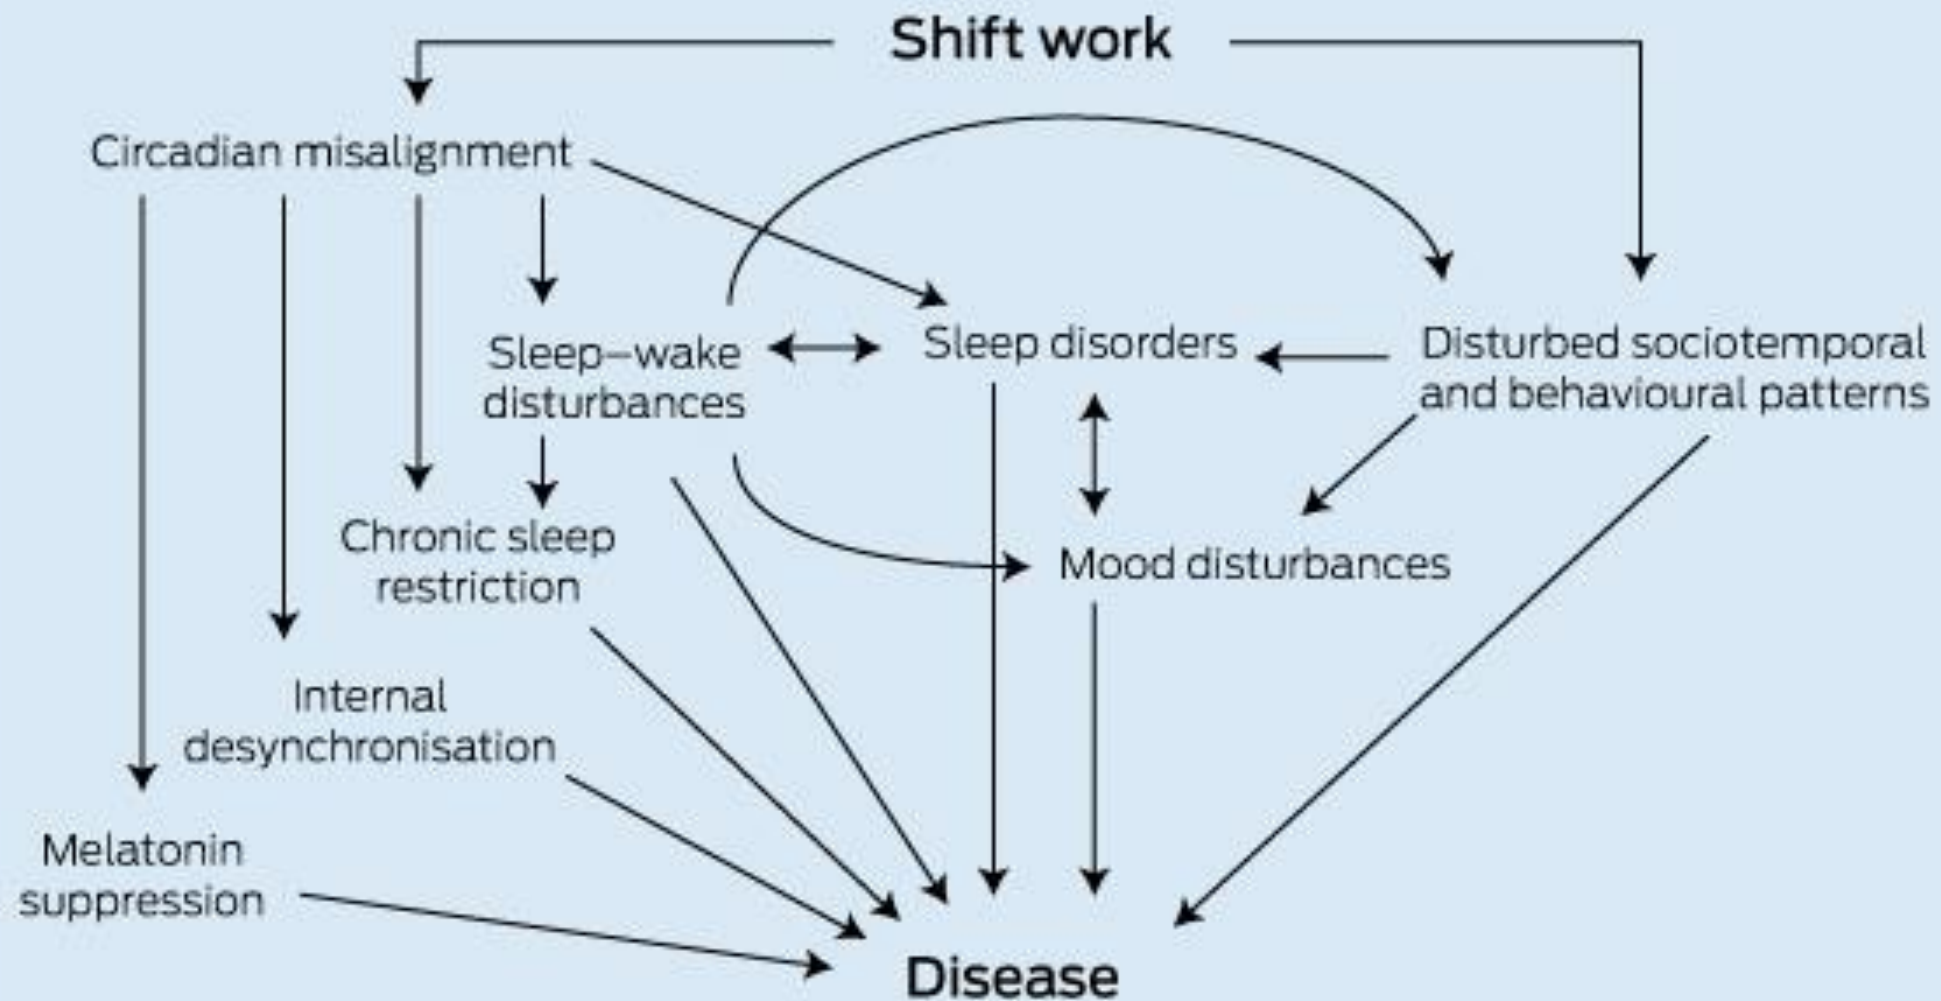 Shift work
Circadian misalignment
Sleep–wake
disturbances
Sleep disorders
Disturbed sociotemporal
and behavioural patterns
Chronic sleep
restriction
Mood disturbances
Internal
desynchronisation
Melatonin
suppression
Disease